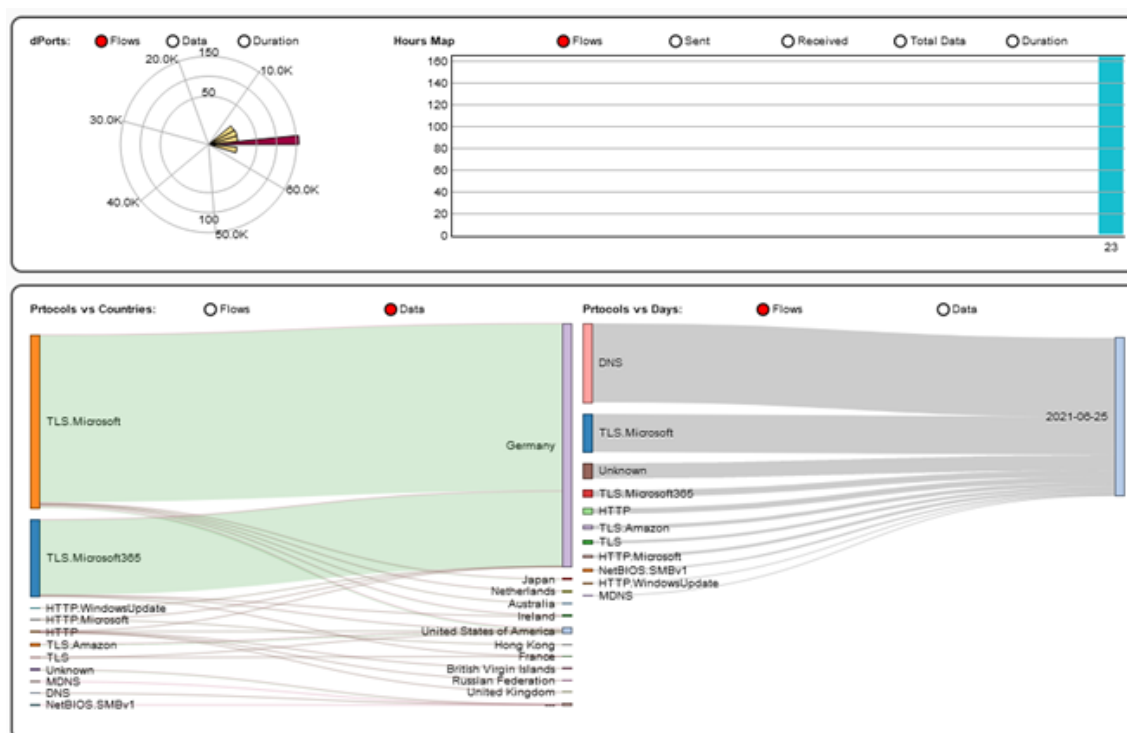 dPorts: Flows Data Duration
150
20.0K 10.0K
50
30.0K
60.0K
40.0K
100
50.0K
Hours Map Flows Sent Received Total Data Duration
160
140
120
100
80
60
40
20
0
23
Prtocols vs Countries: Flows Data
TLS.Microsoft
TLS.Microsoft365
HTTP.WindowsUpdate
HTTP.Microsoft
HTTP
TLS.Amazon
TLS
Unknown
MDNS
DNS
NetBIOS.SMBv1
Germany
Japan
Netherlands
Australia
Ireland
United States of America
Hong Kong
France
British Virgin Islands
Russian Federation
United Kingdom
Prtocols vs Days: Flows Data
DNS
TLS.Microsoft
Unknown
TLS.Microsoft365
HTTP
TLS.Amazon
TLS
HTTP.Microsoft
NetBIOS.SMBv1
HTTP.WindowsUpdate
MDNS
2021-06-25